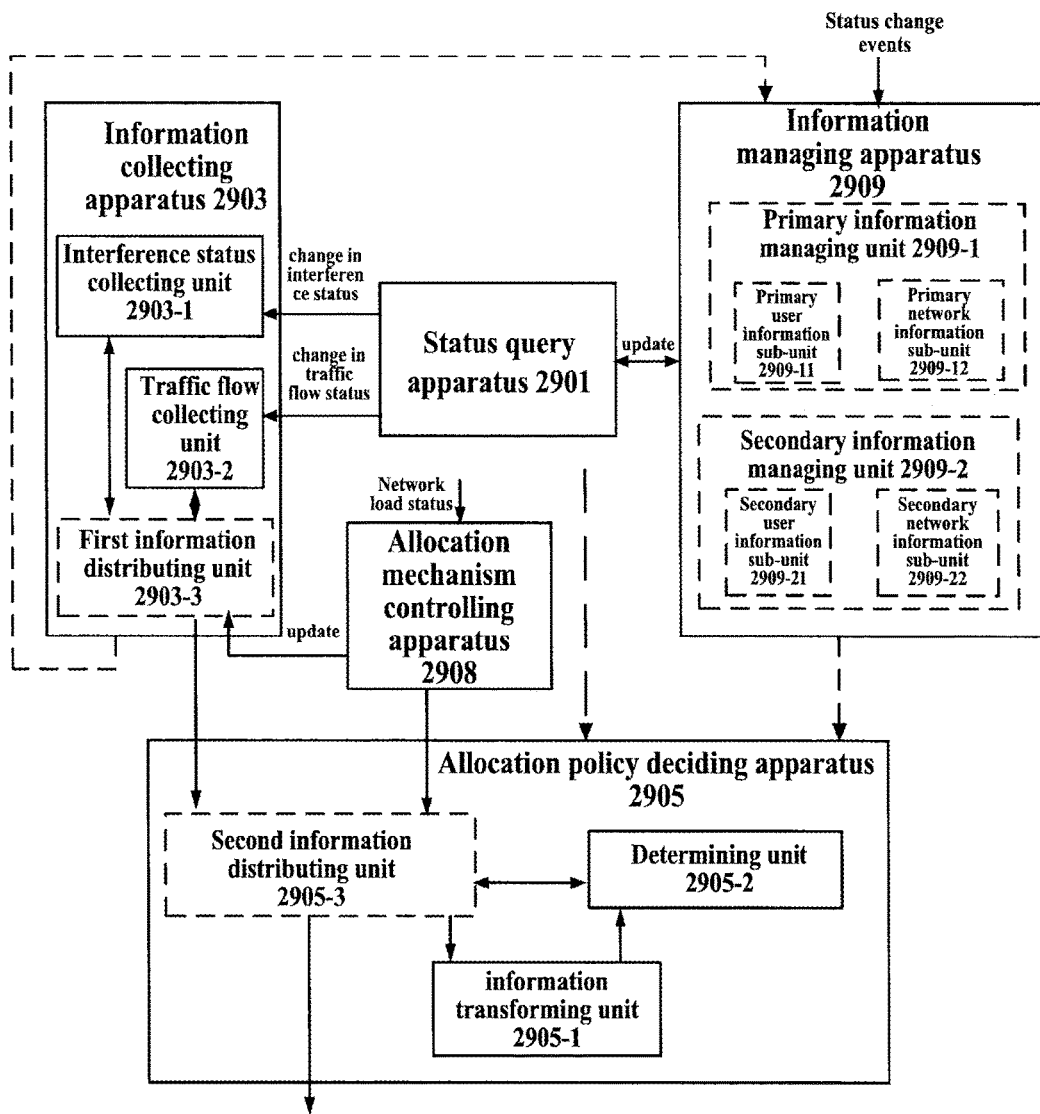 Status change
events
Information
collecting
apparatus 2903
Interference status
collecting unit
2903-1
Traffic flow
collecting
unit
2903-2
First information
distributing unit
2903-3
change in
interferen
ce status
change in
traffic
flow status
Status query
apparatus 2901
update
Information
managing apparatus
2909
Primary information
managing unit 2909-1
Primary
user
information
sub-unit
2909-11
Primary
network
information
sub-unit
2909-12
Secondary information
managing unit 2909-2
Secondary
user
information
sub-unit
2909-21
Secondary
network
information
sub-unit
2909-22
Network
load status
Allocation
mechanism
controlling
apparatus
2908
update
Allocation policy deciding apparatus
2905
Second information
distributing unit
2905-3
Determining unit
2905-2
information
transforming unit
2905-1